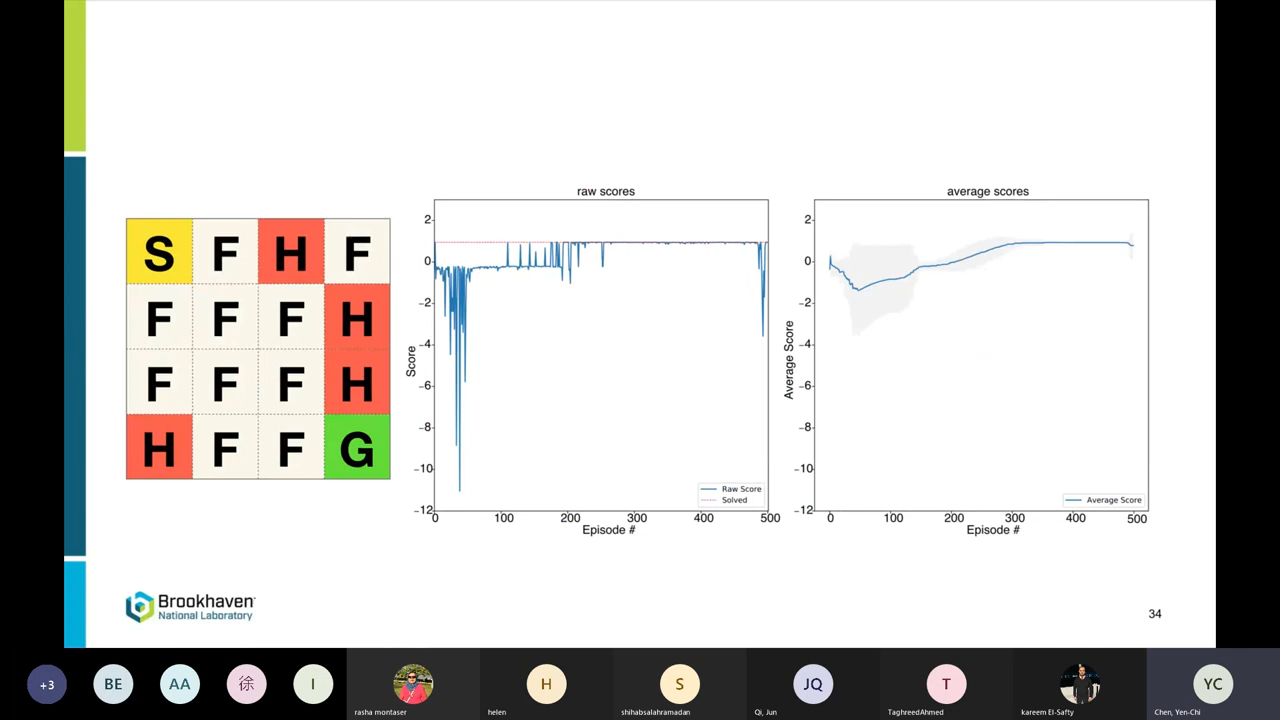 S F H F
F F F H
F F F H
H F F G
raw scores
2
0
−2
−4
−6
−8
−10
−12
Score
0 100 200 300 400 500
Episode #
Raw Score
Solved
average scores
2
0
−2
−4
−6
−8
−10
−12
Average Score
0 100 200 300 400 500
Episode #
Average Score
Brookhaven
National Laboratory
34
+3 BE AA 徐 I H S JQ T YC
rasha montaser helen shihabsalahramadan Qi, Jun TaghreedAhmed kareem El-Safty Chen, Yen-Chi